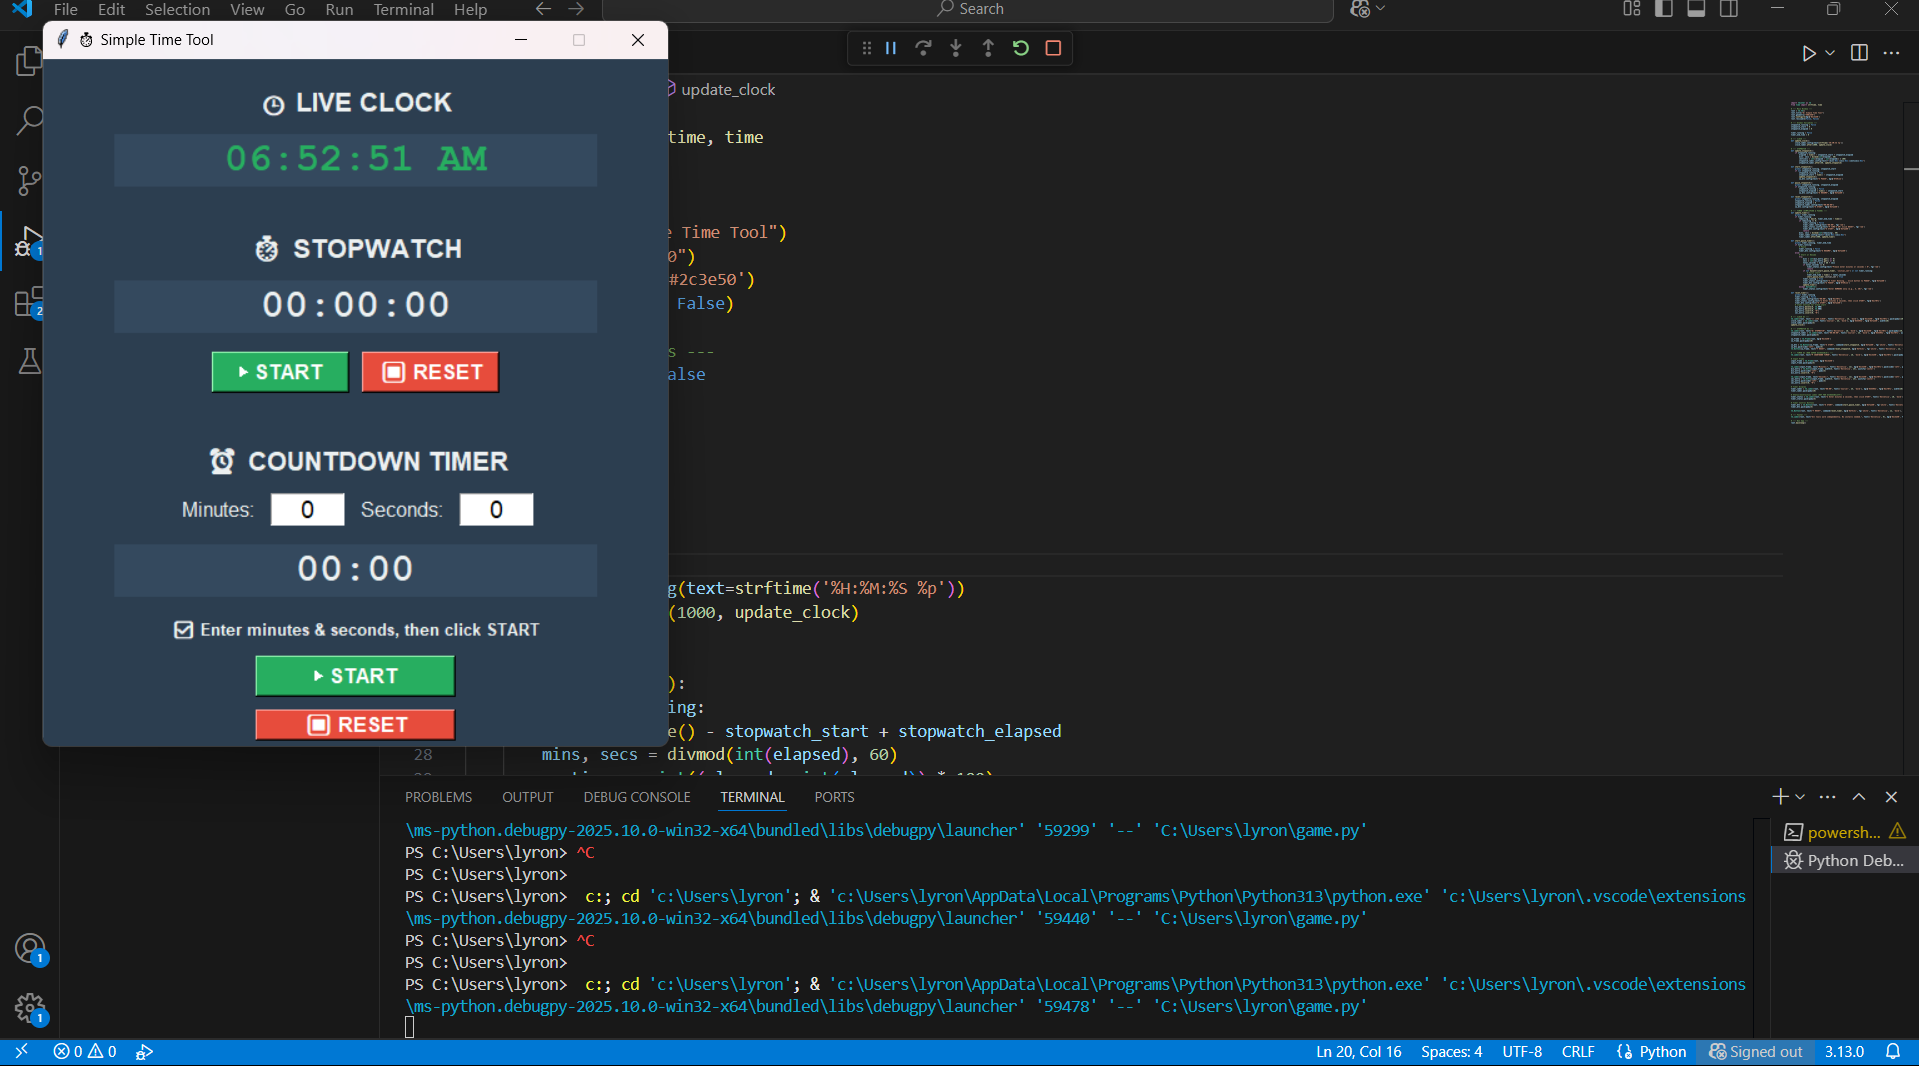 File Edit Selection View Go Run Terminal Help
Search
Simple Time Tool
LIVE CLOCK
06:52:51 AM
STOPWATCH
00:00:00
START RESET
COUNTDOWN TIMER
Minutes: 0 Seconds: 0
00:00
Enter minutes & seconds, then click START
START
RESET
1
2
1
1
update_clock
time, time
Time Tool")
0")
#2c3e50')
False)
s ---
alse
g(text=strftime('%H:%M:%S %p'))
(1000, update_clock)
):
ing:
e() - stopwatch_start + stopwatch_elapsed
28 mins, secs = divmod(int(elapsed), 60)
PROBLEMS OUTPUT DEBUG CONSOLE TERMINAL PORTS
\ms-python.debugpy-2025.10.0-win32-x64\bundled\libs\debugpy\launcher' '59299' '--' 'C:\Users\lyron\game.py'
PS C:\Users\lyron> ^C
PS C:\Users\lyron>
PS C:\Users\lyron> c:; cd 'c:\Users\lyron'; & 'c:\Users\lyron\AppData\Local\Programs\Python\Python313\python.exe' 'c:\Users\lyron\.vscode\extensions
\ms-python.debugpy-2025.10.0-win32-x64\bundled\libs\debugpy\launcher' '59440' '--' 'C:\Users\lyron\game.py'
PS C:\Users\lyron> ^C
PS C:\Users\lyron>
PS C:\Users\lyron> c:; cd 'c:\Users\lyron'; & 'c:\Users\lyron\AppData\Local\Programs\Python\Python313\python.exe' 'c:\Users\lyron\.vscode\extensions
\ms-python.debugpy-2025.10.0-win32-x64\bundled\libs\debugpy\launcher' '59478' '--' 'C:\Users\lyron\game.py'
powersh...
Python Deb...
0 0 Ln 20, Col 16 Spaces: 4 UTF-8 CRLF Python Signed out 3.13.0